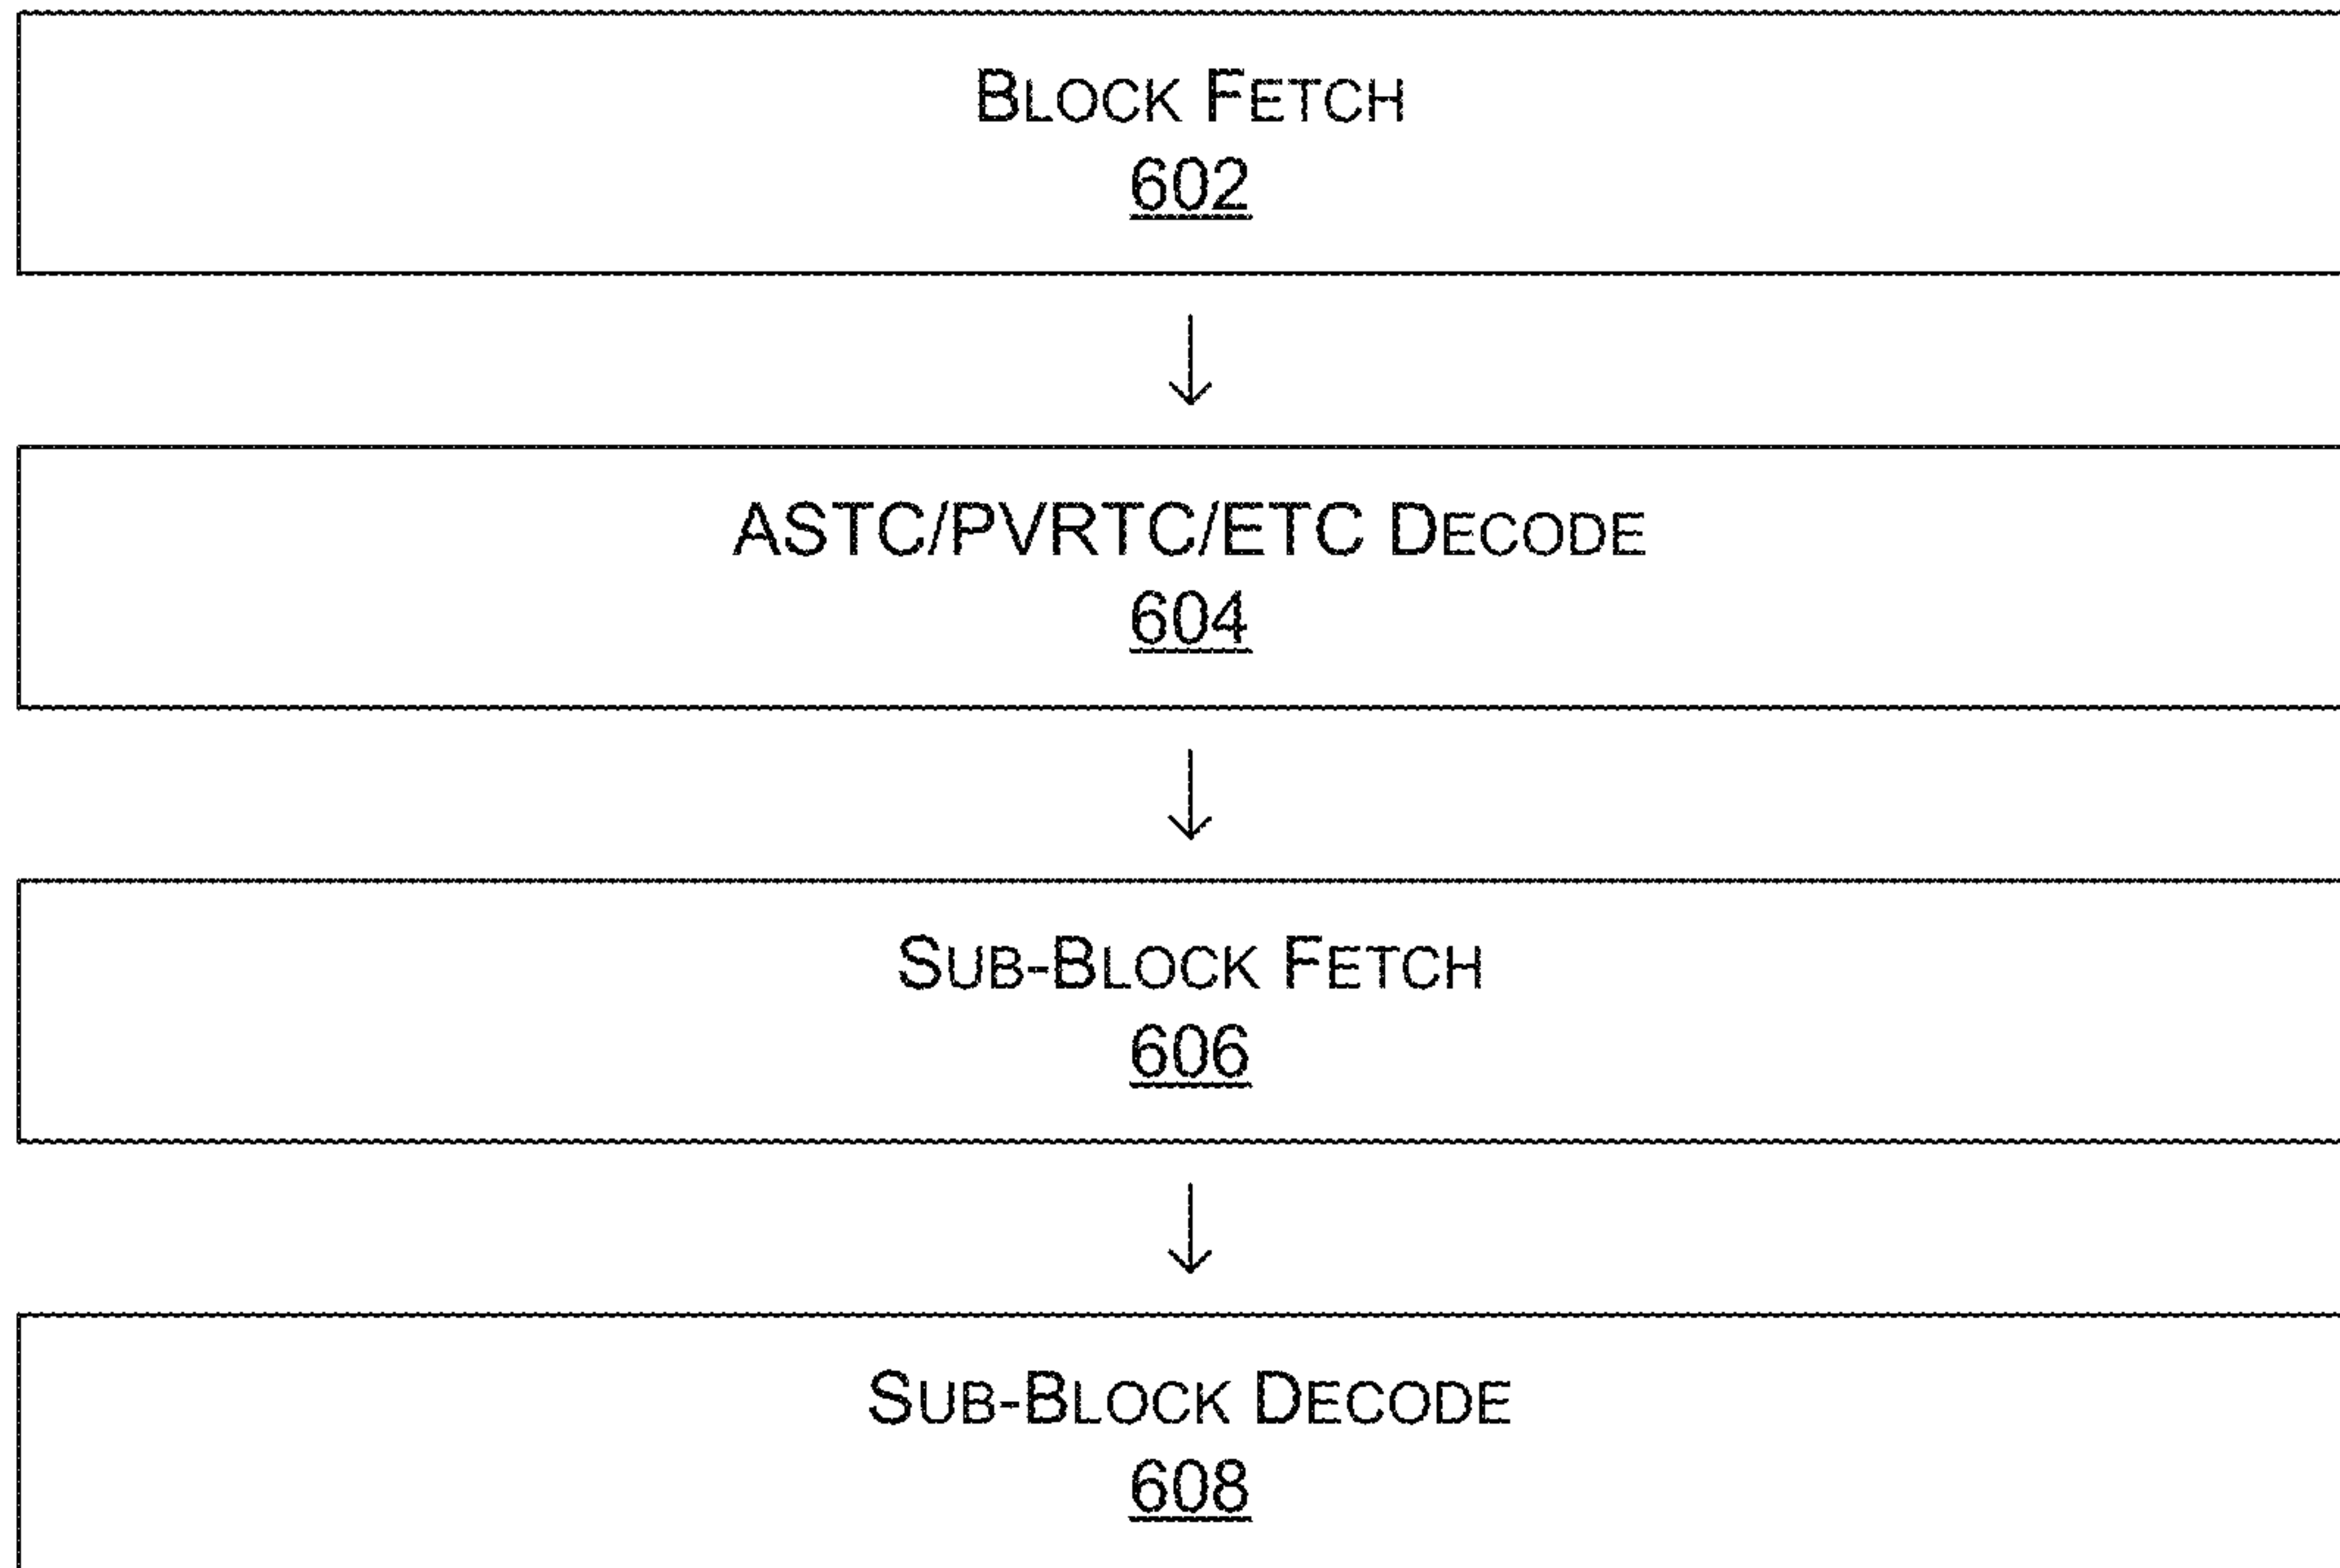 BLOCK FETCH
602
ASTC/PVRTC/ETC DECODE
604
SUB-BLOCK FETCH
606
SUB-BLOCK DECODE
608